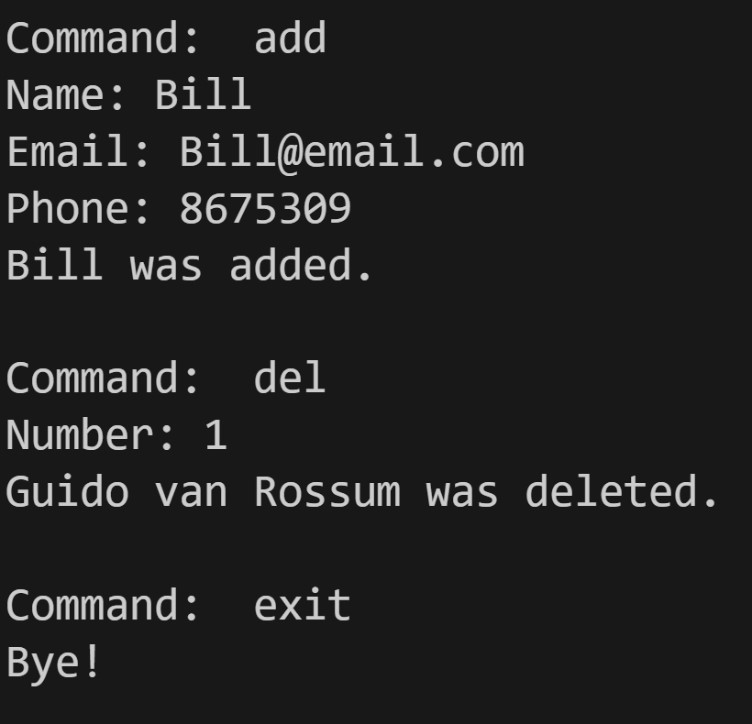 Command:  add
Name: Bill
Email: Bill@email.com
Phone: 8675309
Bill was added.
Command:  del
Number: 1
Guido van Rossum was deleted.
Command:  exit
Bye!